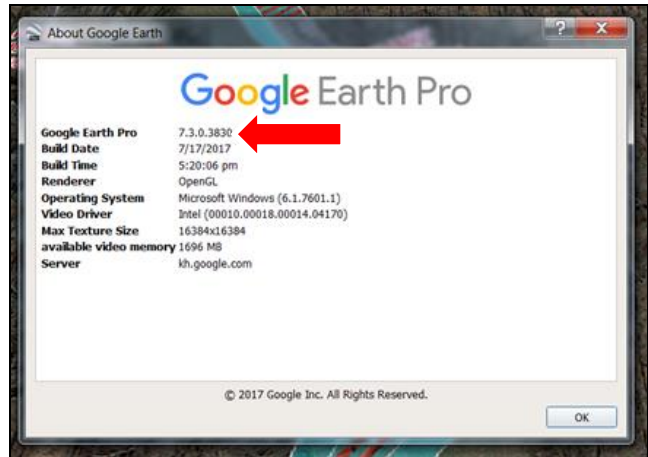 About Google Earth
Google Earth Pro
Google Earth Pro 7.3.0.3830
Build Date 7/17/2017
Build Time 5:20:06 pm
Renderer OpenGL
Operating System Microsoft Windows (6.1.7601.1)
Video Driver Intel (00010.00018.00014.04170)
Max Texture Size 16384x16384
available video memory 1696 MB
Server kh.google.com
© 2017 Google Inc. All Rights Reserved.
OK